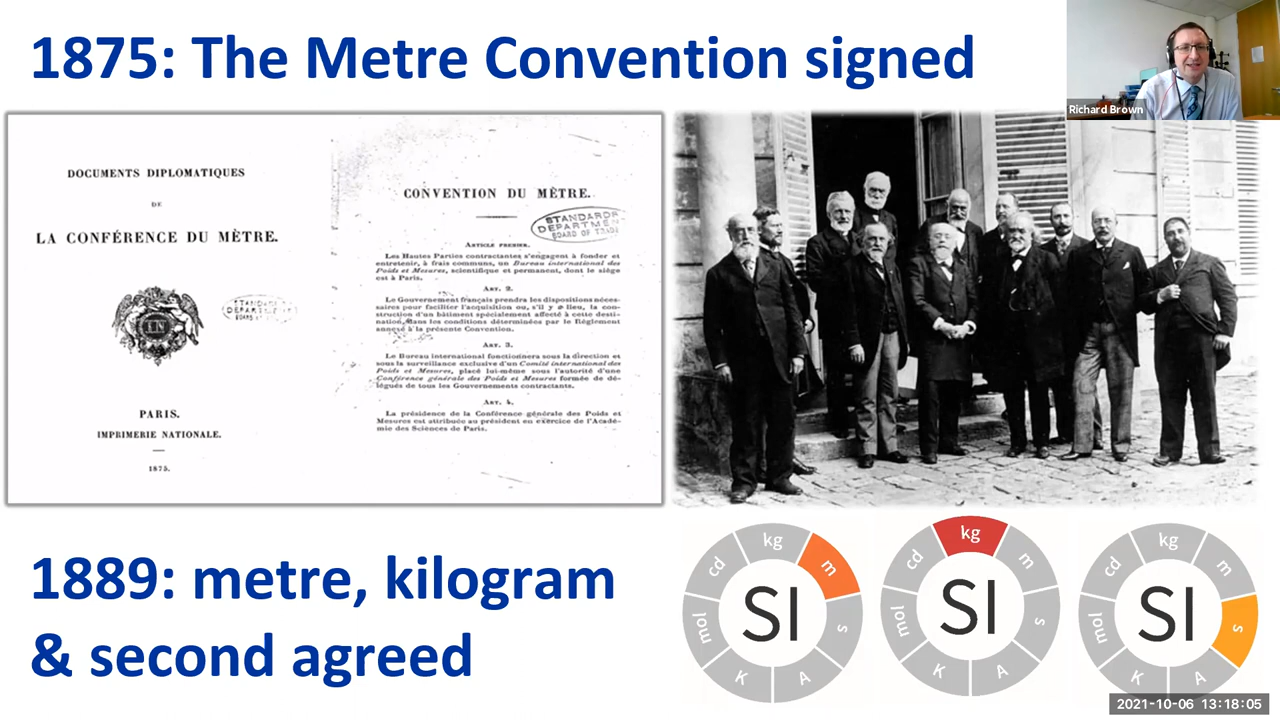 1875: The Metre Convention signed
Richard Brown
DOCUMENTS DIPLOMATIQUES
DE
LA CONFÉRENCE DU MÈTRE.
PARIS.
IMPRIMERIE NATIONALE.
1875.
CONVENTION DU MÈTRE.
STANDARDS
DEPARTMENT
BOARD OF TRADE
ARTICLE PREMIER.
Les Hautes Parties contractantes s'engagent à fonder et
entretenir, à frais communs, un Bureau international des
Poids et Mesures, scientifique et permanent, dont le siége
est à Paris.
ART. 2.
Le Gouvernement français prendra les dispositions néces-
saires pour faciliter l'acquisition ou, s'il y a lieu, la con-
struction d'un bâtiment spécialement affecté à cette desti-
nation, dans les conditions déterminées par le Règlement
annexé à la présente Convention.
ART. 3.
Le Bureau international fonctionnera sous la direction et
sous la surveillance exclusive d'un Comité international des
Poids et Mesures, placé lui-même sous l'autorité d'une
Conférence générale des Poids et Mesures formée de dé-
légués de tous les Gouvernements contractants.
ART. 4.
La présidence de la Conférence générale des Poids et
Mesures est attribuée au président en exercice de l'Acadé-
mie des Sciences de Paris.
1889: metre, kilogram
& second agreed
SI
kg
m
s
A
K
mol
cd
SI
kg
m
s
A
K
mol
cd
SI
kg
m
s
A
K
mol
cd
2021-10-06 13:18:05